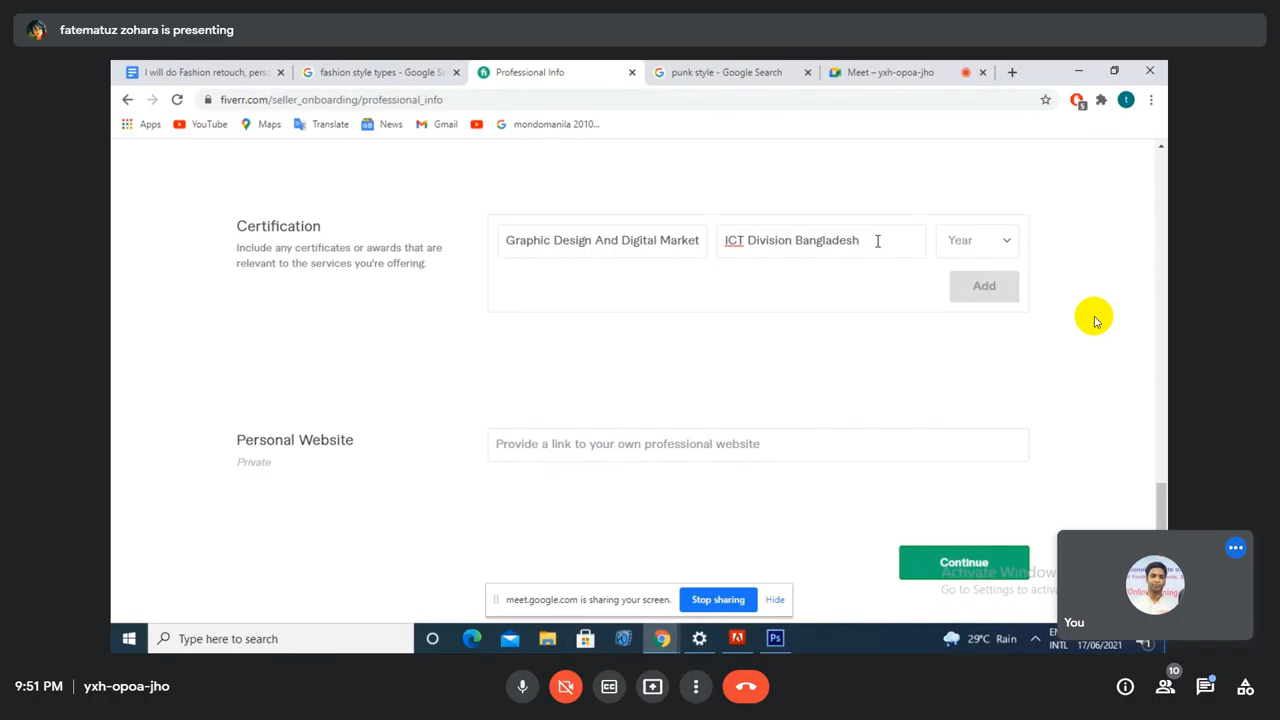 fatematuz zohara is presenting
I will do Fashion retouch, pers
fashion style types - Google Se
Professional Info
punk style - Google Search
Meet – yxh-opoa-jho
fiverr.com/seller_onboarding/professional_info
5
t
Apps
YouTube
Maps
Translate
News
Gmail
mondomanila 2010...
Certification
Include any certificates or awards that are
relevant to the services you're offering.
Graphic Design And Digital Market
ICT Division Bangladesh
Year
Add
Personal Website
Private
Provide a link to your own professional website
Continue
Activate Window
Go to Settings to activa
meet.google.com is sharing your screen.
Stop sharing
Hide
You
Type here to search
29°C Rain
INTL
17/06/2021
9:51 PM
yxh-opoa-jho
10